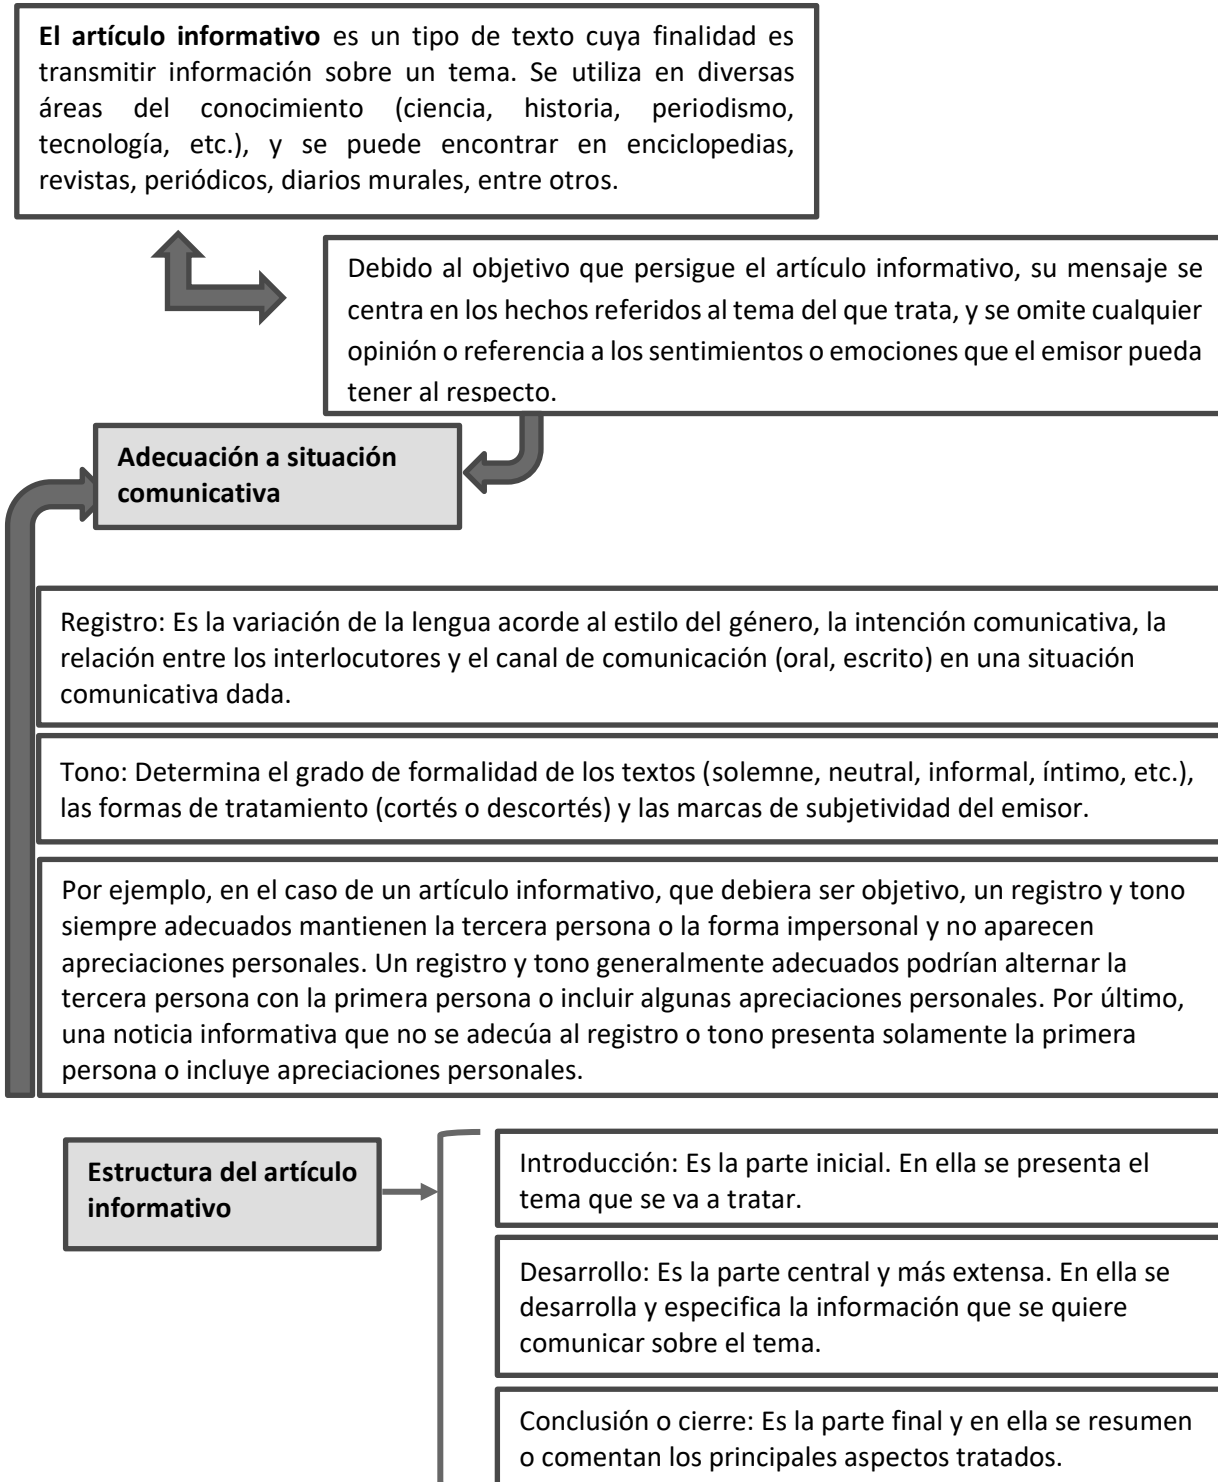 El artículo informativo es un tipo de texto cuya finalidad es
transmitir información sobre un tema. Se utiliza en diversas
áreas del conocimiento (ciencia, historia, periodismo,
tecnología, etc.), y se puede encontrar en enciclopedias,
revistas, periódicos, diarios murales, entre otros.
Debido al objetivo que persigue el artículo informativo, su mensaje se
centra en los hechos referidos al tema del que trata, y se omite cualquier
opinión o referencia a los sentimientos o emociones que el emisor pueda
tener al respecto.
Adecuación a situación
comunicativa
Registro: Es la variación de la lengua acorde al estilo del género, la intención comunicativa, la
relación entre los interlocutores y el canal de comunicación (oral, escrito) en una situación
comunicativa dada.
Tono: Determina el grado de formalidad de los textos (solemne, neutral, informal, íntimo, etc.),
las formas de tratamiento (cortés o descortés) y las marcas de subjetividad del emisor.
Por ejemplo, en el caso de un artículo informativo, que debiera ser objetivo, un registro y tono
siempre adecuados mantienen la tercera persona o la forma impersonal y no aparecen
apreciaciones personales. Un registro y tono generalmente adecuados podrían alternar la
tercera persona con la primera persona o incluir algunas apreciaciones personales. Por último,
una noticia informativa que no se adecúa al registro o tono presenta solamente la primera
persona o incluye apreciaciones personales.
Estructura del artículo
informativo
Introducción: Es la parte inicial. En ella se presenta el
tema que se va a tratar.
Desarrollo: Es la parte central y más extensa. En ella se
desarrolla y especifica la información que se quiere
comunicar sobre el tema.
Conclusión o cierre: Es la parte final y en ella se resumen
o comentan los principales aspectos tratados.